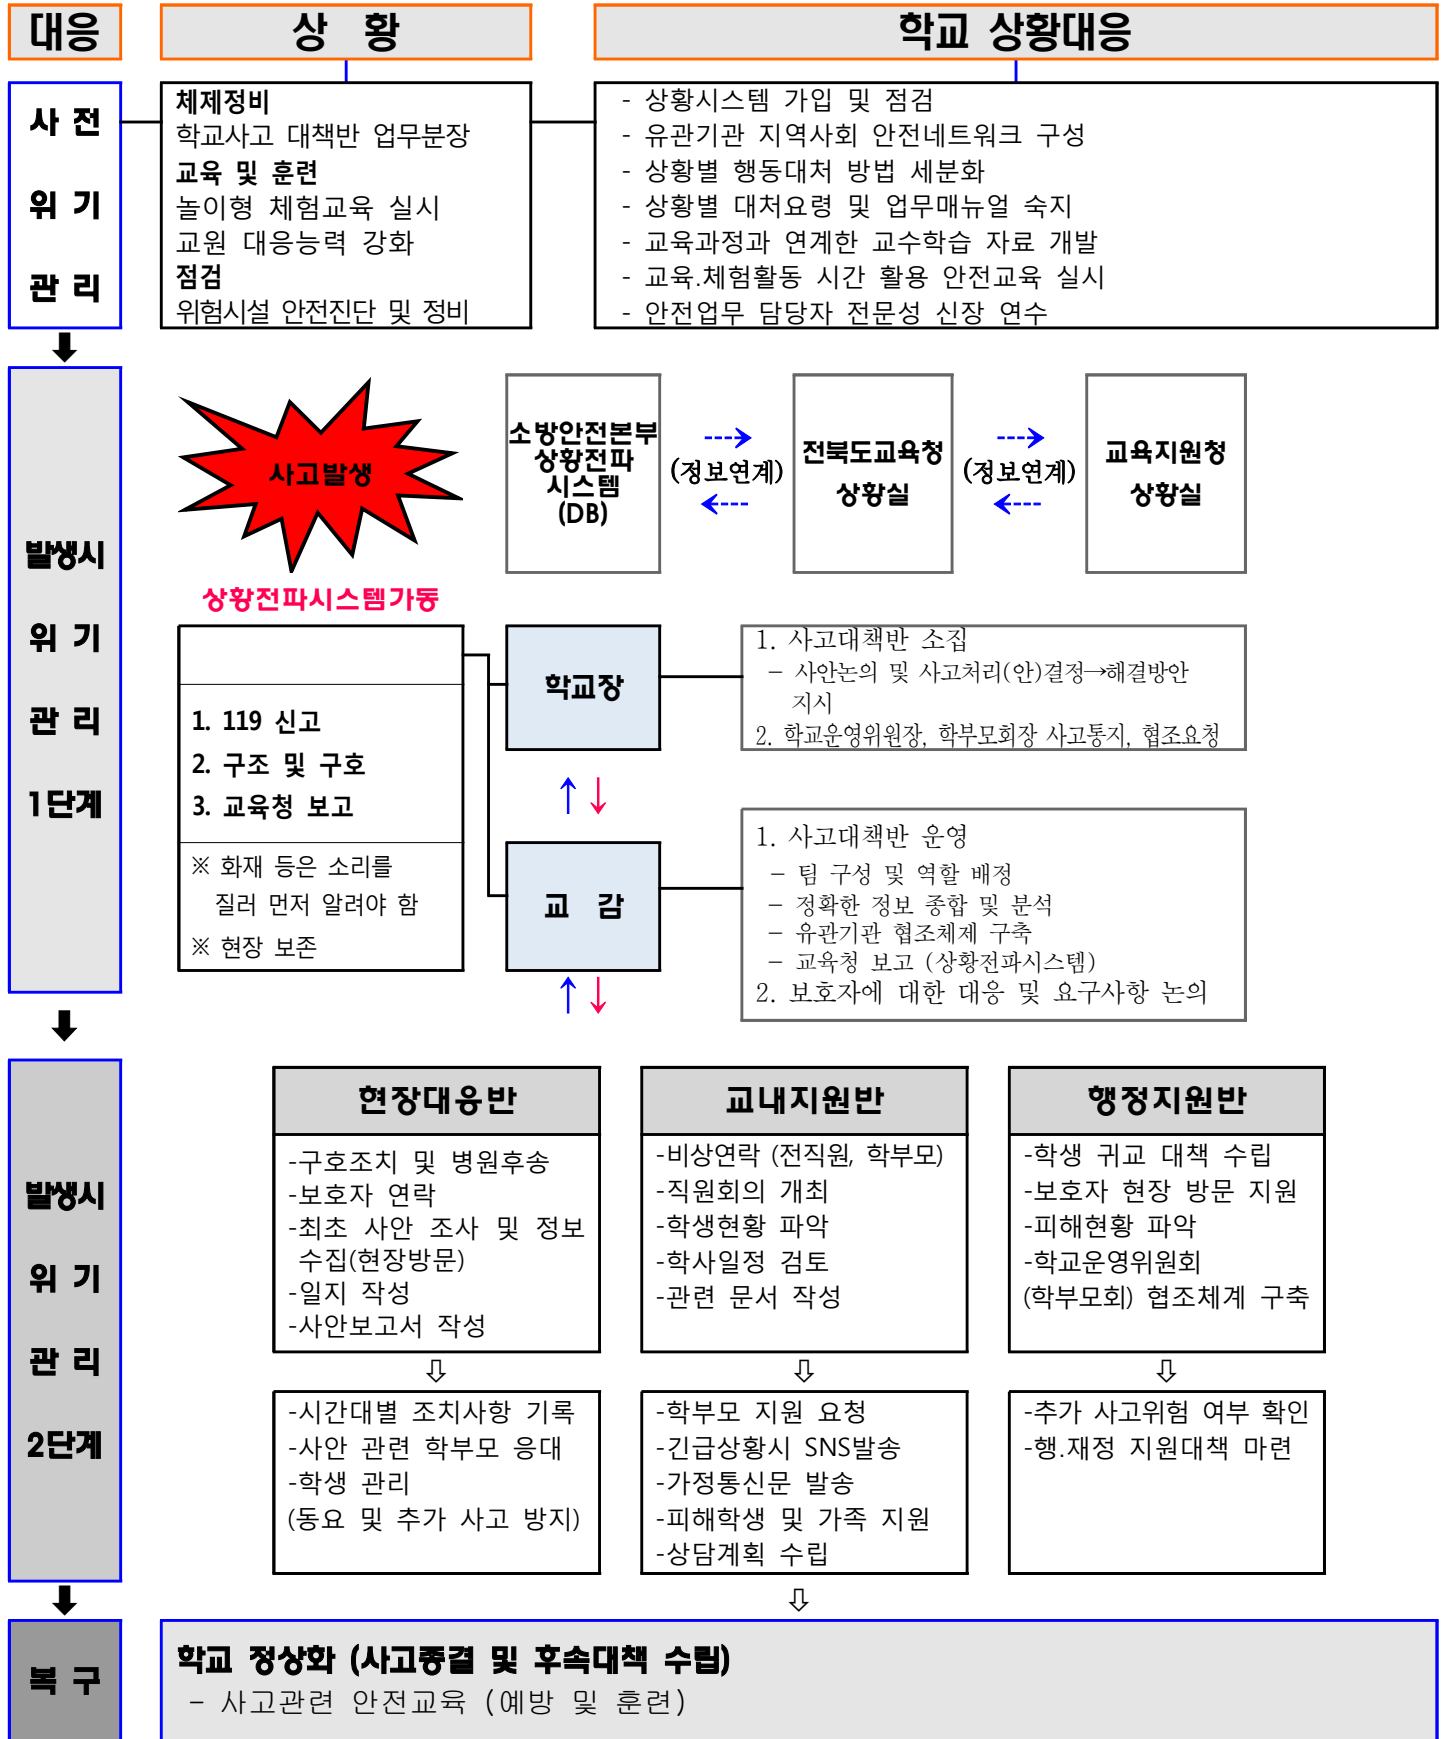 대응
상 황
학교 상황대응
사 전
위 기
관 리
체제정비
학교사고 대책반 업무분장
교육 및 훈련
놀이형 체험교육 실시
교원 대응능력 강화
점검
위험시설 안전진단 및 정비
- 상황시스템 가입 및 점검
- 유관기관 지역사회 안전네트워크 구성
- 상황별 행동대처 방법 세분화
- 상황별 대처요령 및 업무매뉴얼 숙지
- 교육과정과 연계한 교수학습 자료 개발
- 교육.체험활동 시간 활용 안전교육 실시
- 안전업무 담당자 전문성 신장 연수
발생시
위 기
관 리
1단계
사고발생
소방안전본부
상황전파
시스템
(DB)
(정보연계)
전북도교육청
상황실
(정보연계)
교육지원청
상황실
상황전파시스템가동
1. 119 신고
2. 구조 및 구호
3. 교육청 보고
※ 화재 등은 소리를
질러 먼저 알려야 함
※ 현장 보존
학교장
1. 사고대책반 소집
- 사안논의 및 사고처리(안)결정→해결방안
지시
2. 학교운영위원장, 학부모회장 사고통지, 협조요청
교 감
1. 사고대책반 운영
- 팀 구성 및 역할 배정
- 정확한 정보 종합 및 분석
- 유관기관 협조체제 구축
- 교육청 보고 (상황전파시스템)
2. 보호자에 대한 대응 및 요구사항 논의
발생시
위 기
관 리
2단계
현장대응반
-구호조치 및 병원후송
-보호자 연락
-최초 사안 조사 및 정보
수집(현장방문)
-일지 작성
-사안보고서 작성
-시간대별 조치사항 기록
-사안 관련 학부모 응대
-학생 관리
(동요 및 추가 사고 방지)
교내지원반
-비상연락 (전직원, 학부모)
-직원회의 개최
-학생현황 파악
-학사일정 검토
-관련 문서 작성
-학부모 지원 요청
-긴급상황시 SNS발송
-가정통신문 발송
-피해학생 및 가족 지원
-상담계획 수립
행정지원반
-학생 귀교 대책 수립
-보호자 현장 방문 지원
-피해현황 파악
-학교운영위원회
(학부모회) 협조체계 구축
-추가 사고위험 여부 확인
-행.재정 지원대책 마련
복 구
학교 정상화 (사고종결 및 후속대책 수립)
- 사고관련 안전교육 (예방 및 훈련)